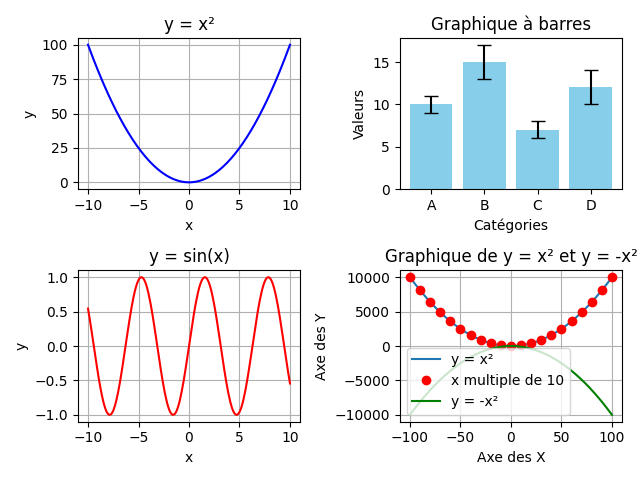 y = x²
100
75
50
25
0
y
−10 −5 0 5 10
x
Graphique à barres
15
10
5
0
Valeurs
A B C D
Catégories
y = sin(x)
1.0
0.5
0.0
−0.5
−1.0
y
−10 −5 0 5 10
x
Graphique de y = x² et y = -x²
10000
5000
0
−5000
−10000
Axe des Y
y = x²
x multiple de 10
y = -x²
−100 −50 0 50 100
Axe des X